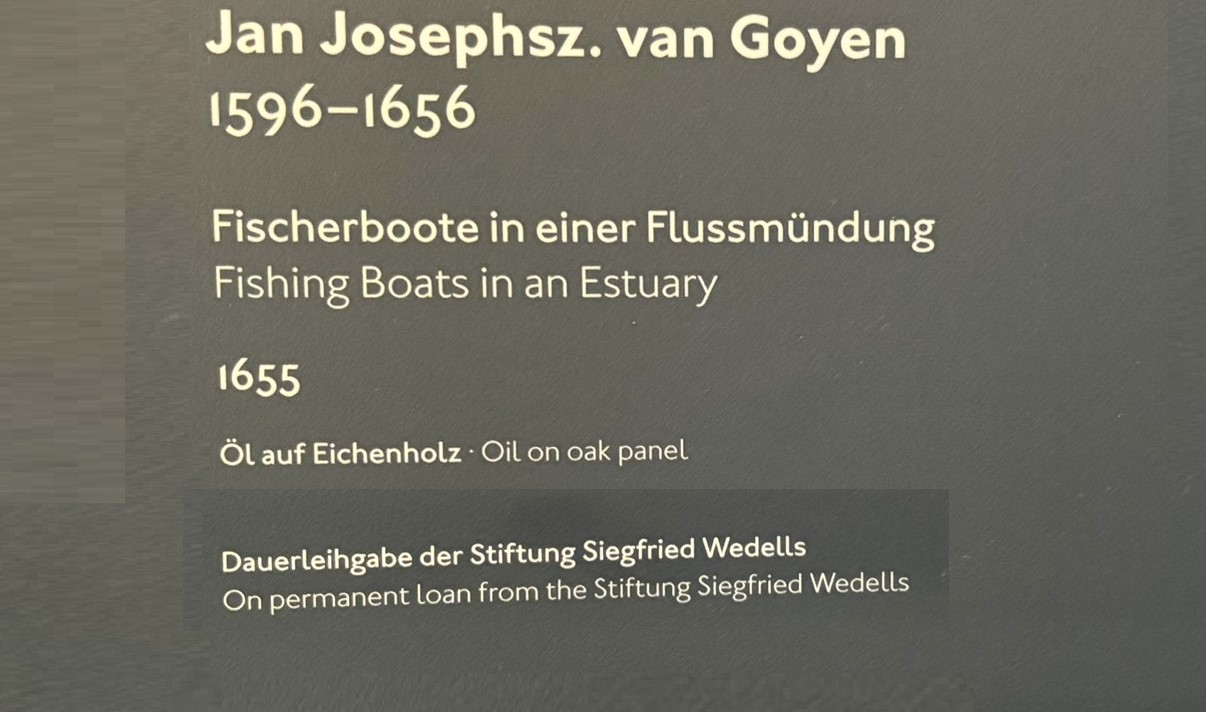 Jan Josephsz. van Goyen
1596–1656
Fischerboote in einer Flussmündung
Fishing Boats in an Estuary
1655
Öl auf Eichenholz · Oil on oak panel
Dauerleihgabe der Stiftung Siegfried Wedells
On permanent loan from the Stiftung Siegfried Wedells